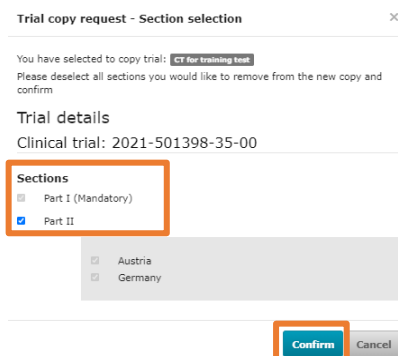 Trial copy request - Section selection ×
You have selected to copy trial: CT for training test
Please deselect all sections you would like to remove from the new copy and
confirm
Trial details
Clinical trial: 2021-501398-35-00
Sections
Part I (Mandatory)
Part II
Austria
Germany
Confirm Cancel